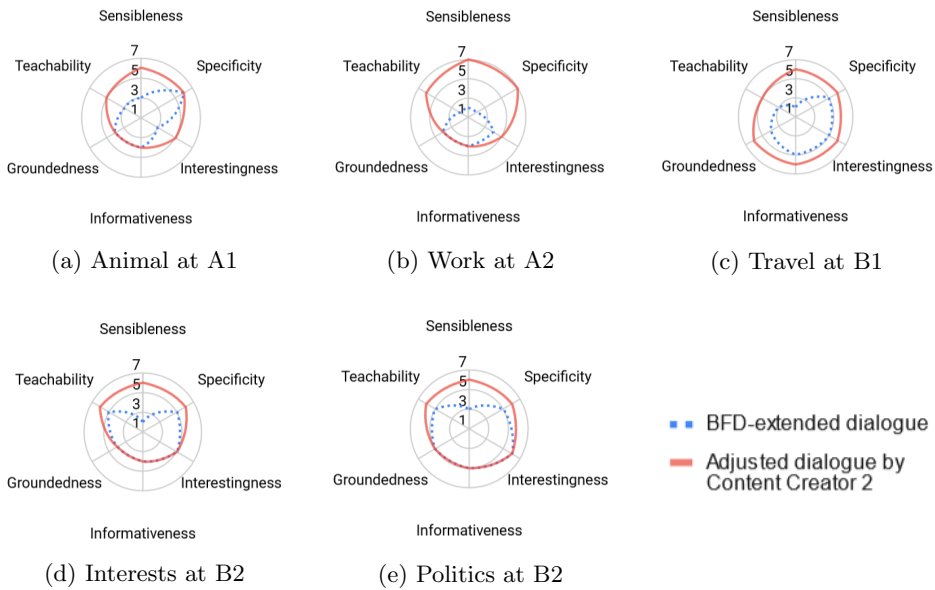 Sensibleness
7
Teachability
5
Specificity
3
1
Groundedness
Interestingness
Informativeness
(a) Animal at A1
Sensibleness
7
Teachability
5
Specificity
3
1
Groundedness
Interestingness
Informativeness
(b) Work at A2
Sensibleness
7
Teachability
5
Specificity
3
1
Groundedness
Interestingness
Informativeness
(c) Travel at B1
Sensibleness
7
Teachability
5
Specificity
3
1
Groundedness
Interestingness
Informativeness
(d) Interests at B2
Sensibleness
7
Teachability
5
Specificity
3
1
Groundedness
Interestingness
Informativeness
(e) Politics at B2
BFD-extended dialogue
Adjusted dialogue by
Content Creator 2